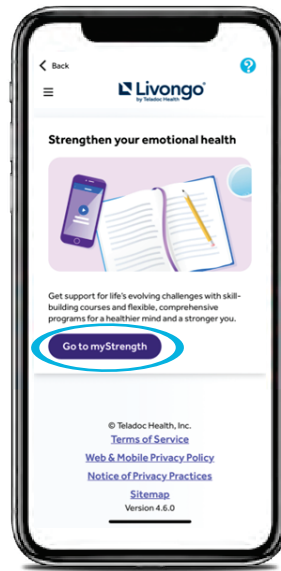 Back
?
Livongo®
by Teladoc Health
Strengthen your emotional health
Get support for life's evolving challenges with skill-
building courses and flexible, comprehensive
programs for a healthier mind and a stronger you.
Go to myStrength
© Teladoc Health, Inc.
Terms of Service
Web & Mobile Privacy Policy
Notice of Privacy Practices
Sitemap
Version 4.6.0